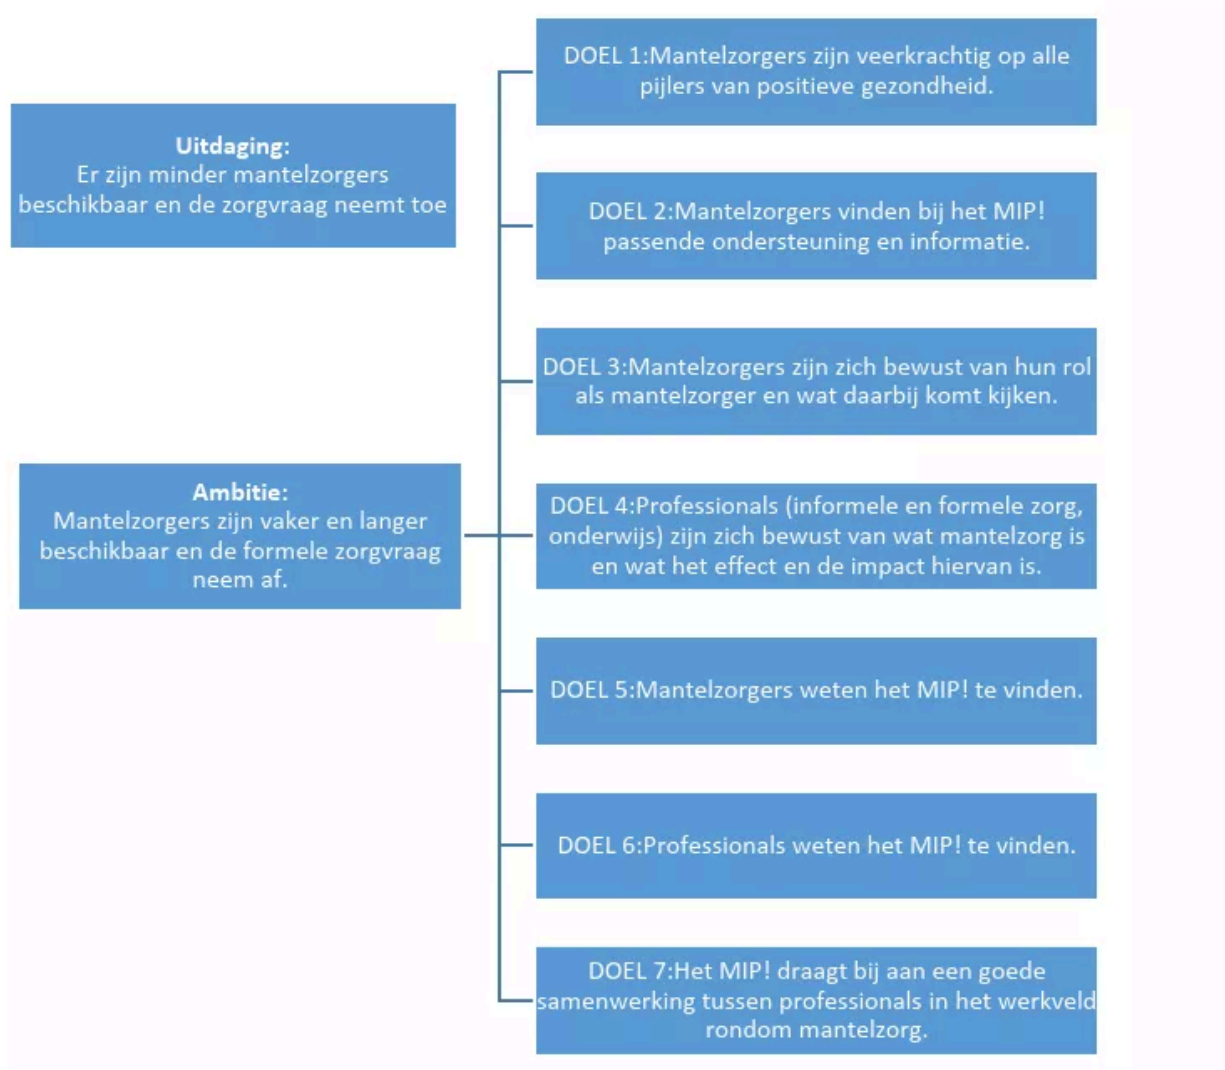 Uitdaging:
Er zijn minder mantelzorgers
beschikbaar en de zorgvraag neemt toe
Ambitie:
Mantelzorgers zijn vaker en langer
beschikbaar en de formele zorgvraag
neem af.
DOEL 1:Mantelzorgers zijn veerkrachtig op alle
pijlers van positieve gezondheid.
DOEL 2:Mantelzorgers vinden bij het MIP!
passende ondersteuning en informatie.
DOEL 3:Mantelzorgers zijn zich bewust van hun rol
als mantelzorger en wat daarbij komt kijken.
DOEL 4:Professionals (informele en formele zorg,
onderwijs) zijn zich bewust van wat mantelzorg is
en wat het effect en de impact hiervan is.
DOEL 5:Mantelzorgers weten het MIP! te vinden.
DOEL 6:Professionals weten het MIP! te vinden.
DOEL 7:Het MIP! draagt bij aan een goede
samenwerking tussen professionals in het werkveld
rondom mantelzorg.